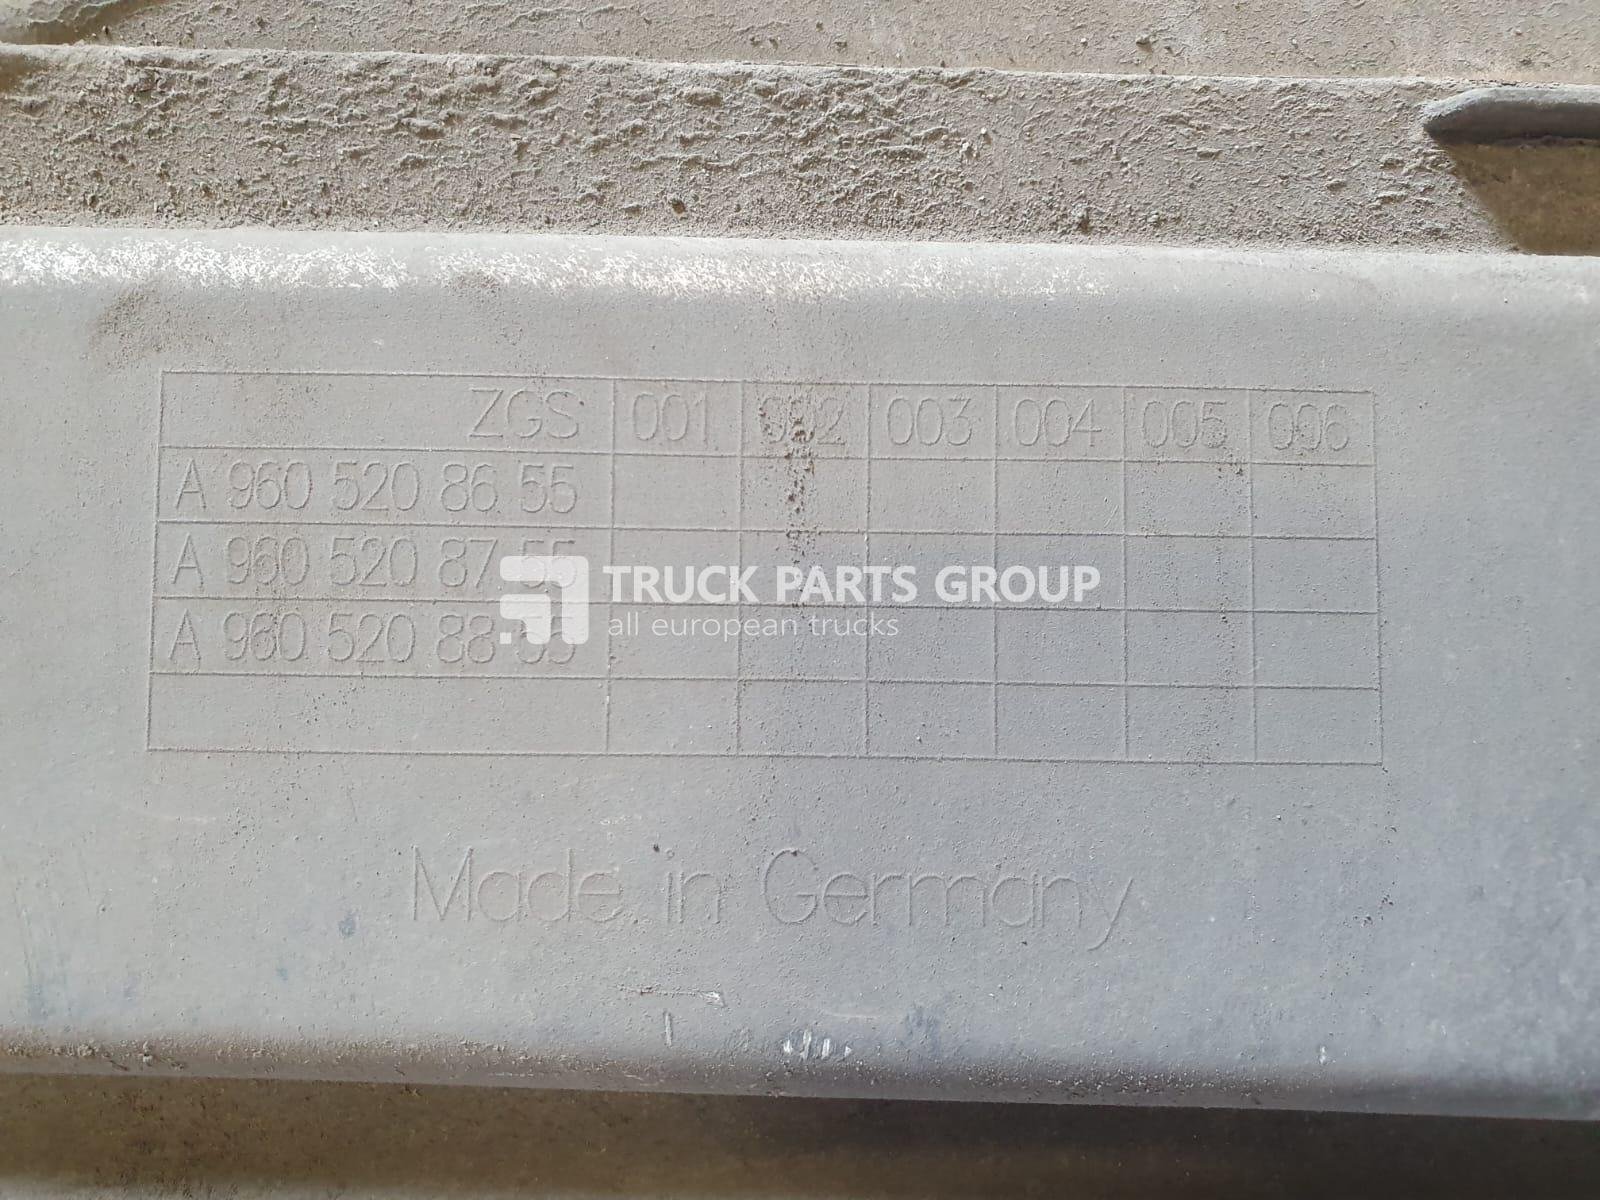 ZGS 001 002 003 004 005 006
A 960 520 86 55
A 960 520 87 55
A 960 520 88 55
TRUCK PARTS GROUP
all european trucks
Made in Germany